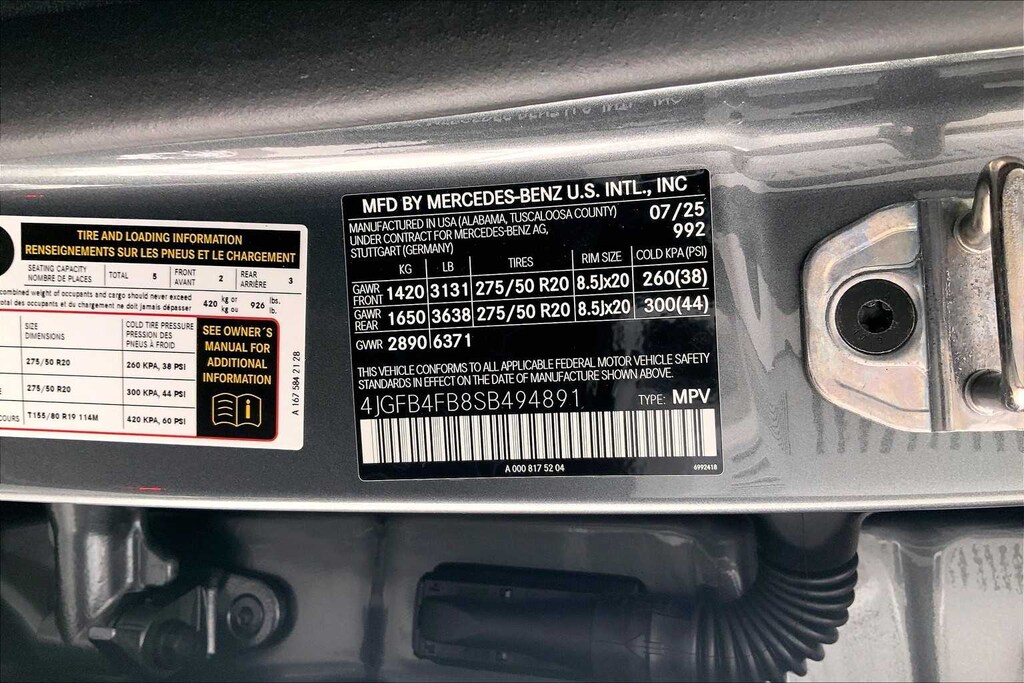 TIRE AND LOADING INFORMATION
RENSEIGNEMENTS SUR LES PNEUS ET LE CHARGEMENT
SEATING CAPACITY
NOMBRE DE PLACES
TOTAL 5
FRONT
AVANT
2
REAR
ARRIÈRE
3
combined weight of occupants and cargo should never exceed
total des occupants et du chargement ne doit jamais dépasser
420 kg or
kg ou
926 lbs.
lb.
SIZE
DIMENSIONS
COLD TIRE PRESSURE
PRESSION DES
PNEUS À FROID
275/50 R20
260 KPA, 38 PSI
275/50 R20
300 KPA, 44 PSI
T155/80 R19 114M
420 KPA, 60 PSI
SEE OWNER´S
MANUAL FOR
ADDITIONAL
INFORMATION
A 167 584 21 28
MFD BY MERCEDES-BENZ U.S. INTL., INC
MANUFACTURED IN USA (ALABAMA, TUSCALOOSA COUNTY) 07/25
UNDER CONTRACT FOR MERCEDES-BENZ AG, 992
STUTTGART (GERMANY)
KG LB TIRES RIM SIZE COLD KPA (PSI)
GAWR
FRONT 1420 3131 275/50 R20 8.5Jx20 260(38)
GAWR
REAR 1650 3638 275/50 R20 8.5Jx20 300(44)
GVWR 2890 6371
THIS VEHICLE CONFORMS TO ALL APPLICABLE FEDERAL MOTOR VEHICLE SAFETY
STANDARDS IN EFFECT ON THE DATE OF MANUFACTURE SHOWN ABOVE.
4JGFB4FB8SB494891 TYPE: MPV
A 000 817 52 04
6992418